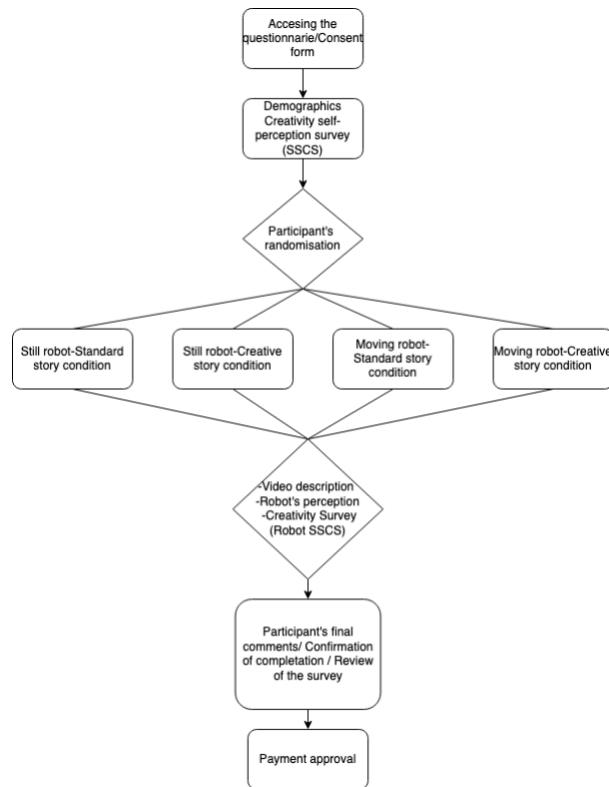 Accesing the
questionnarie/Consent
form
Demographics
Creativity self-
perception survey
(SSCS)
Participant's
randomisation
Still robot-Standard
story condition
Still robot-Creative
story condition
Moving robot-
Standard story
condition
Moving robot-Creative
story condition
-Video description
-Robot's perception
-Creativity Survey
(Robot SSCS)
Participant's final
comments/ Confirmation
of completation / Review
of the survey
Payment approval